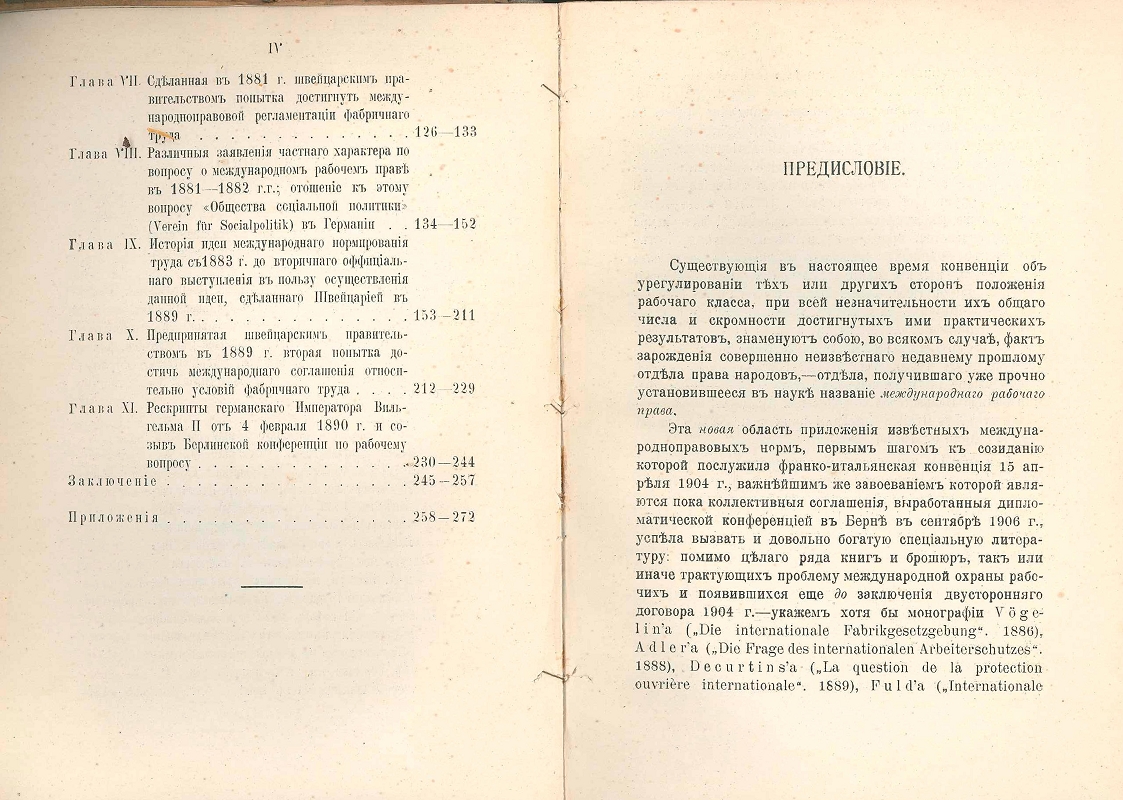 IV
Глава VII. Сдѣланная въ 1881 г. швейцарскимъ пра-
вительствомъ попытка достигнуть между-
народноправовой регламентаціи фабричнаго
труда . . . . . . . . . . . . . . 126—133
Глава VIII. Различныя заявленія частнаго характера по
вопросу о международномъ рабочемъ правѣ
въ 1881—1882 г.г.; отошеніе къ этому
вопросу «Общества соціальной политики»
(Verein für Socialpolitik) въ Германіи . . 134—152
Глава IX. Исторія идеи международнаго нормированія
труда съ1883 г. до вторичнаго оффиціаль-
наго выступленія въ пользу осуществленія
данной идеи, сдѣланнаго Швейцаріей въ
1889 г. . . . . . . . . . . . . . . 153—211
Глава X. Предпринятая швейцарскимъ правитель-
ствомъ въ 1889 г. вторая попытка до-
стичь международнаго соглашенія относи-
тельно условій фабричнаго труда . . . . 212—229
Глава XI. Рескрипты германскаго Императора Виль-
гельма II отъ 4 февраля 1890 г. и со-
зывъ Берлинской конференціи по рабочему
вопросу . . . . . . . . . . . . . . 230—244
Заключеніе . . . . . . . . . . . . . . . . 245—257
Приложенія . . . . . . . . . . . . . . . . 258—272
ПРЕДИСЛОВІЕ.
Существующія въ настоящее время конвенціи объ
урегулированіи тѣхъ или другихъ сторонъ положенія
рабочаго класса, при всей незначительности ихъ общаго
числа и скромности достигнутыхъ ими практическихъ
результатовъ, знаменуютъ собою, во всякомъ случаѣ, фактъ
зарожденія совершенно неизвѣстнаго недавнему прошлому
отдѣла права народовъ,—отдѣла, получившаго уже прочно
установившееся въ наукѣ названіе международнаго рабочаго
права.
Эта новая область приложенія извѣстныхъ междуна-
родноправовыхъ нормъ, первымъ шагомъ къ созиданію
которой послужила франко-итальянская конвенція 15 ап-
рѣля 1904 г., важнѣйшимъ же завоеваніемъ которой явля-
ются пока коллективныя соглашенія, выработанныя дипло-
матической конференціей въ Бернѣ въ сентябрѣ 1906 г.,
успѣла вызвать и довольно богатую спеціальную литера-
туру: помимо цѣлаго ряда книгъ и брошюръ, такъ или
иначе трактующихъ проблему международной охраны рабо-
чихъ и появившихся еще до заключенія двусторонняго
договора 1904 г.—укажемъ хотя бы монографіи Vöge-
lin'a („Die internationale Fabrikgesetzgebung“. 1886),
Adler'a („Die Frage des internationalen Arbeiterschutzes“.
1888), Decurtins'a („La question de la protection
ouvrière internationale“. 1889), Fuld'a („Internationale